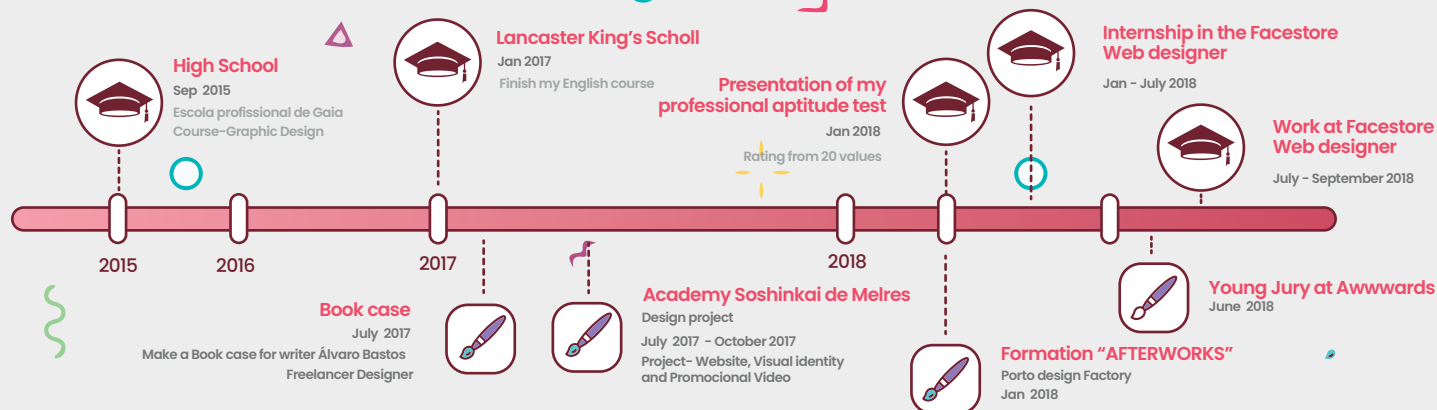 High School
Sep 2015
Escola profissional de Gaia
Course-Graphic Design
Lancaster King's Scholl
Jan 2017
Finish my English course
Presentation of my
professional aptitude test
Jan 2018
Rating from 20 values
Internship in the Facestore
Web designer
Jan - July 2018
Work at Facestore
Web designer
July - September 2018
2015
2016
2017
2018
Book case
July 2017
Make a Book case for writer Álvaro Bastos
Freelancer Designer
Academy Soshinkai de Melres
Design project
July 2017 - October 2017
Project- Website, Visual identity
and Promocional Video
Formation “AFTERWORKS”
Porto design Factory
Jan 2018
Young Jury at Awwwards
June 2018